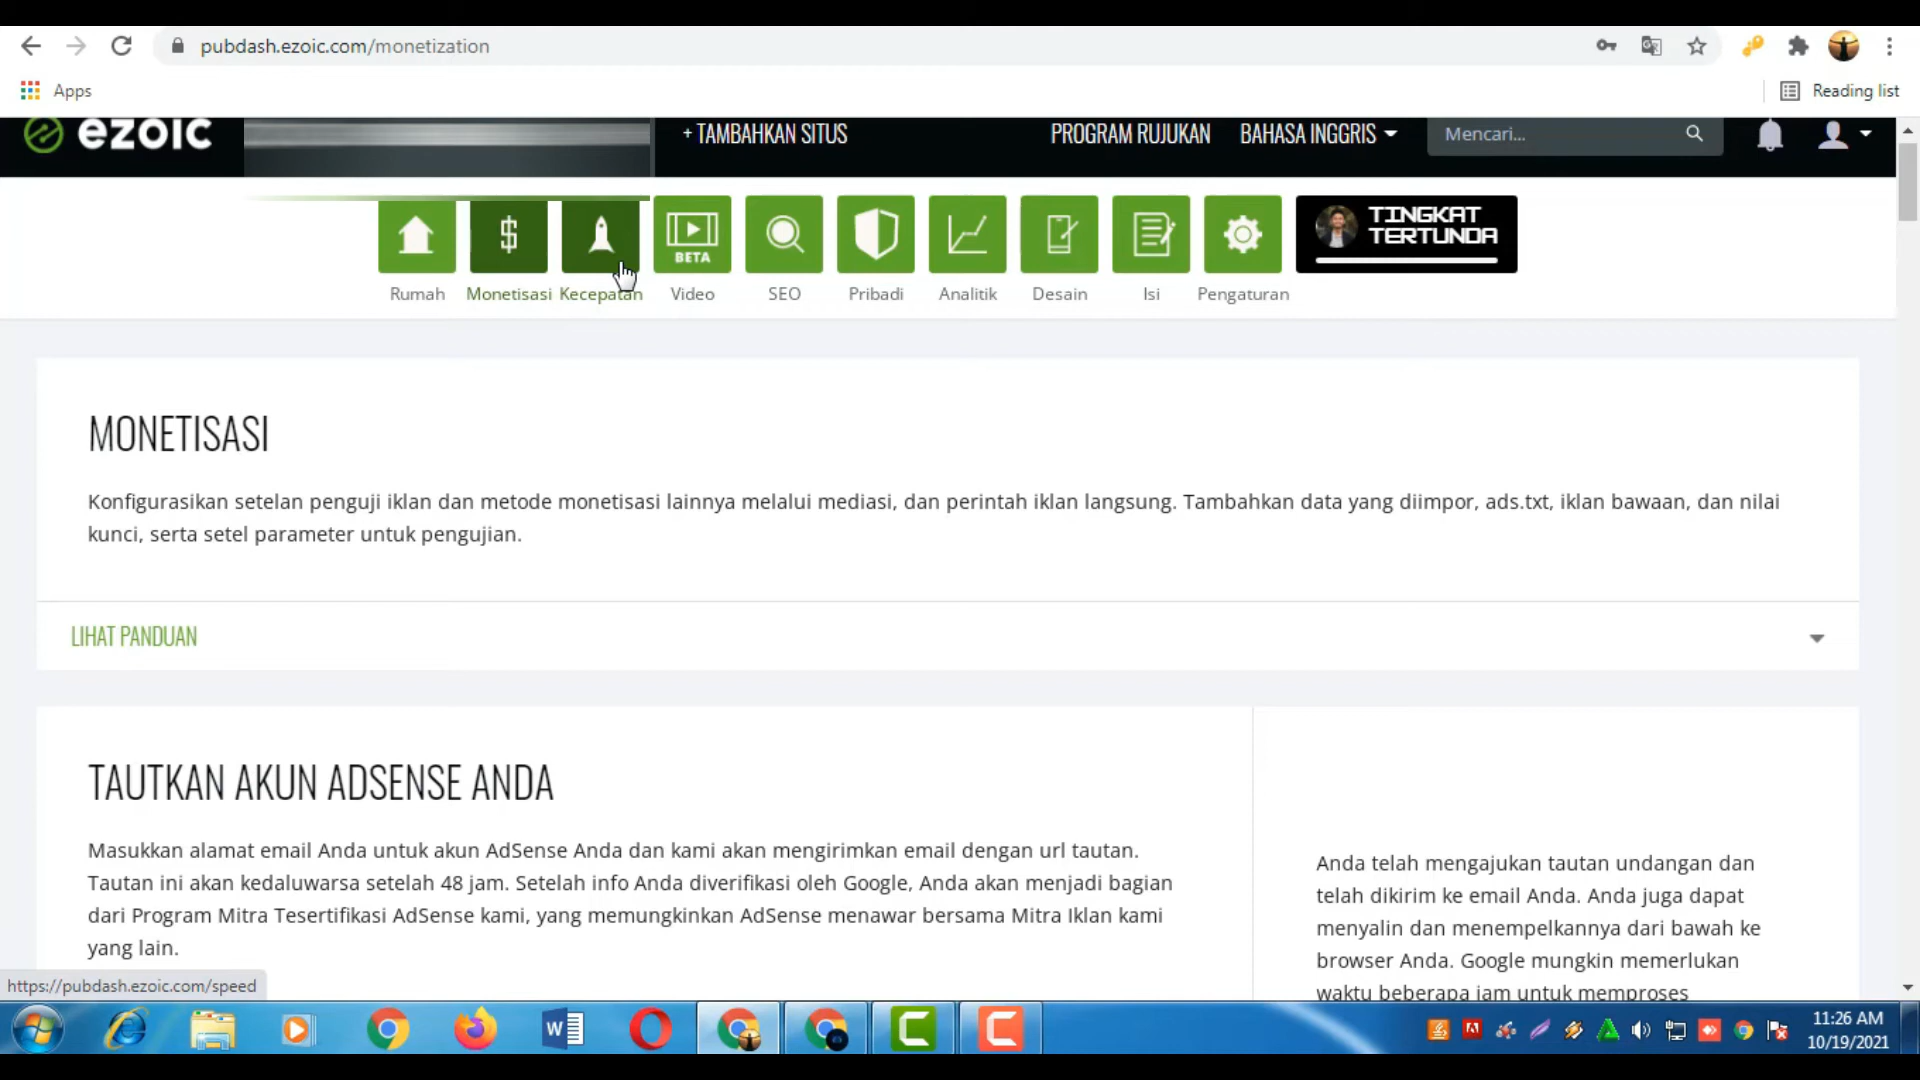 pubdash.ezoic.com/monetization
Apps
Reading list
ezoic
+ TAMBAHKAN SITUS
PROGRAM RUJUKAN
BAHASA INGGRIS
Mencari...
BETA
TINGKAT
TERTUNDA
Rumah
Monetisasi
Kecepatan
Video
SEO
Pribadi
Analitik
Desain
Isi
Pengaturan
MONETISASI
Konfigurasikan setelan penguji iklan dan metode monetisasi lainnya melalui mediasi, dan perintah iklan langsung. Tambahkan data yang diimpor, ads.txt, iklan bawaan, dan nilai
kunci, serta setel parameter untuk pengujian.
LIHAT PANDUAN
TAUTKAN AKUN ADSENSE ANDA
Masukkan alamat email Anda untuk akun AdSense Anda dan kami akan mengirimkan email dengan url tautan.
Tautan ini akan kedaluwarsa setelah 48 jam. Setelah info Anda diverifikasi oleh Google, Anda akan menjadi bagian
dari Program Mitra Tesertifikasi AdSense kami, yang memungkinkan AdSense menawar bersama Mitra Iklan kami
yang lain.
Anda telah mengajukan tautan undangan dan
telah dikirim ke email Anda. Anda juga dapat
menyalin dan menempelkannya dari bawah ke
browser Anda. Google mungkin memerlukan
waktu beberapa jam untuk memproses
https://pubdash.ezoic.com/speed
11:26 AM
10/19/2021